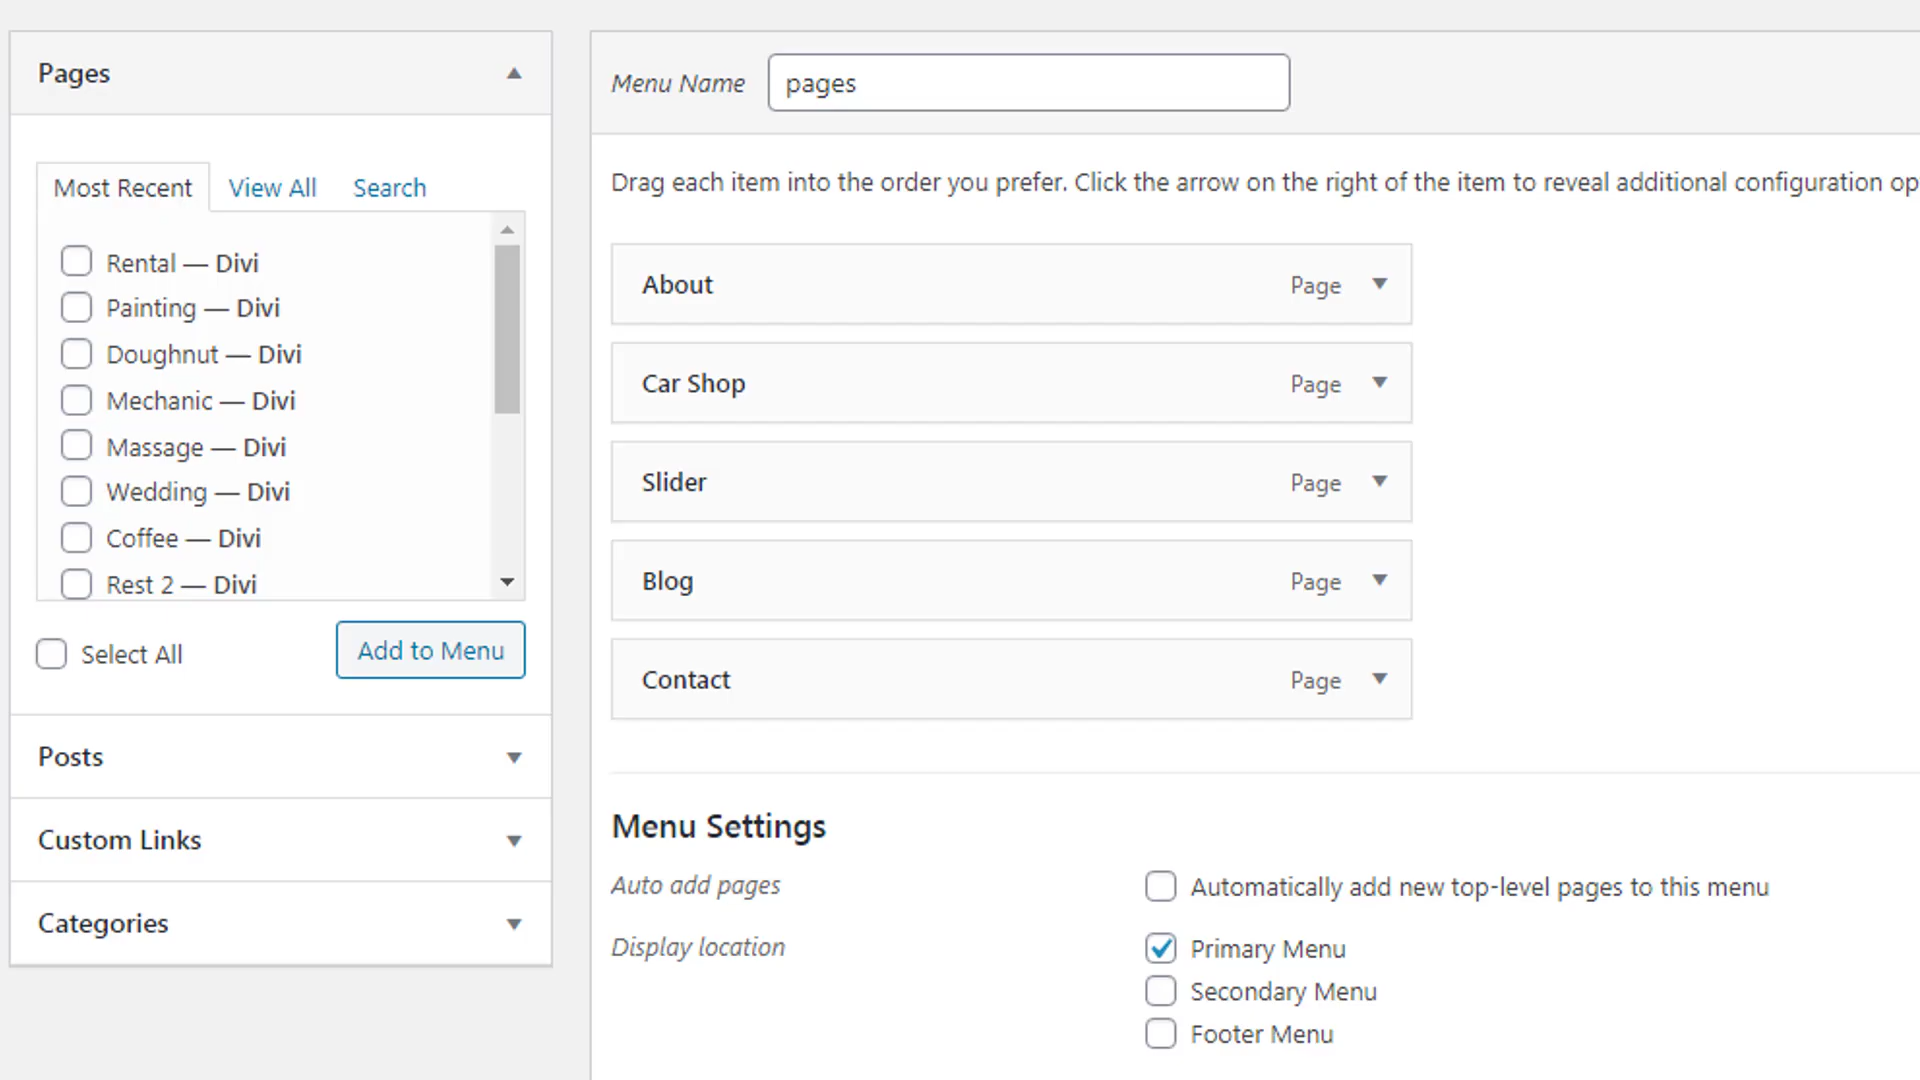 Pages
Most Recent
View All
Search
Rental — Divi
Painting — Divi
Doughnut — Divi
Mechanic — Divi
Massage — Divi
Wedding — Divi
Coffee — Divi
Rest 2 — Divi
Select All
Add to Menu
Posts
Custom Links
Categories
Menu Name
pages
Drag each item into the order you prefer. Click the arrow on the right of the item to reveal additional configuration op
About Page
Car Shop Page
Slider Page
Blog Page
Contact Page
Menu Settings
Auto add pages
Automatically add new top-level pages to this menu
Display location
Primary Menu
Secondary Menu
Footer Menu